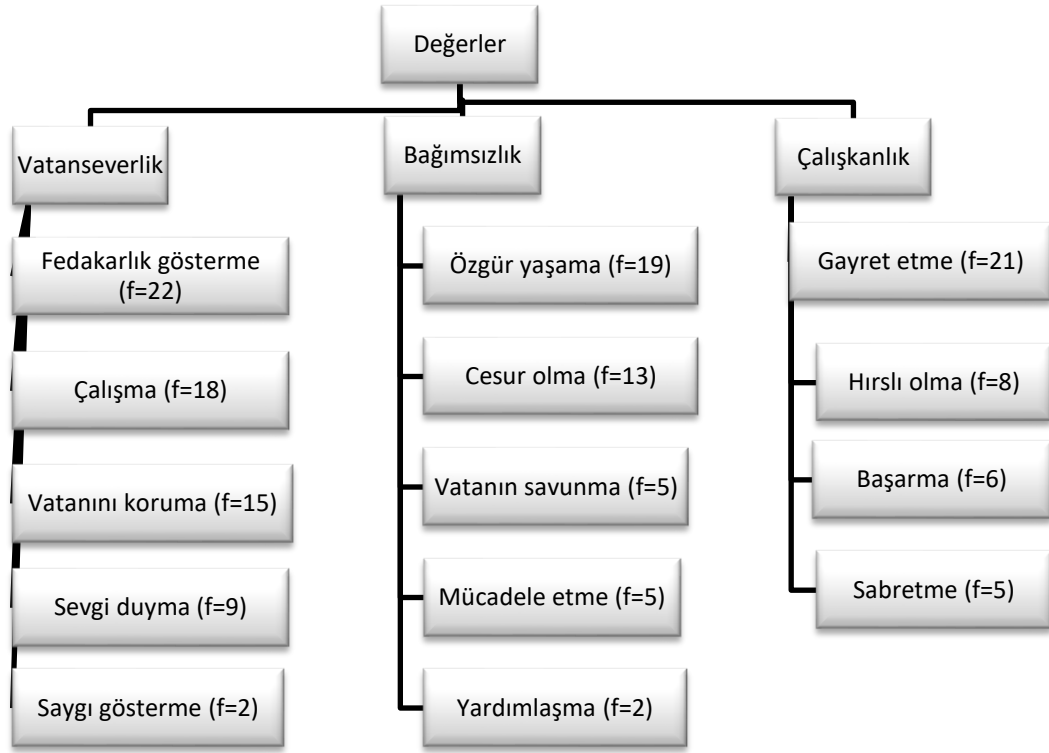 Değerler
Vatanseverlik
Fedakarlık gösterme
(f=22)
Çalışma (f=18)
Vatanını koruma (f=15)
Sevgi duyma (f=9)
Saygı gösterme (f=2)
Bağımsızlık
Özgür yaşama (f=19)
Cesur olma (f=13)
Vatanın savunma (f=5)
Mücadele etme (f=5)
Yardımlaşma (f=2)
Çalışkanlık
Gayret etme (f=21)
Hırslı olma (f=8)
Başarma (f=6)
Sabretme (f=5)